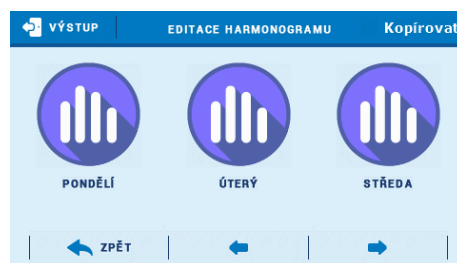 VÝSTUP EDITACE HARMONOGRAMU Kopírovat
PONDĚLÍ ÚTERÝ STŘEDA
ZPĚT